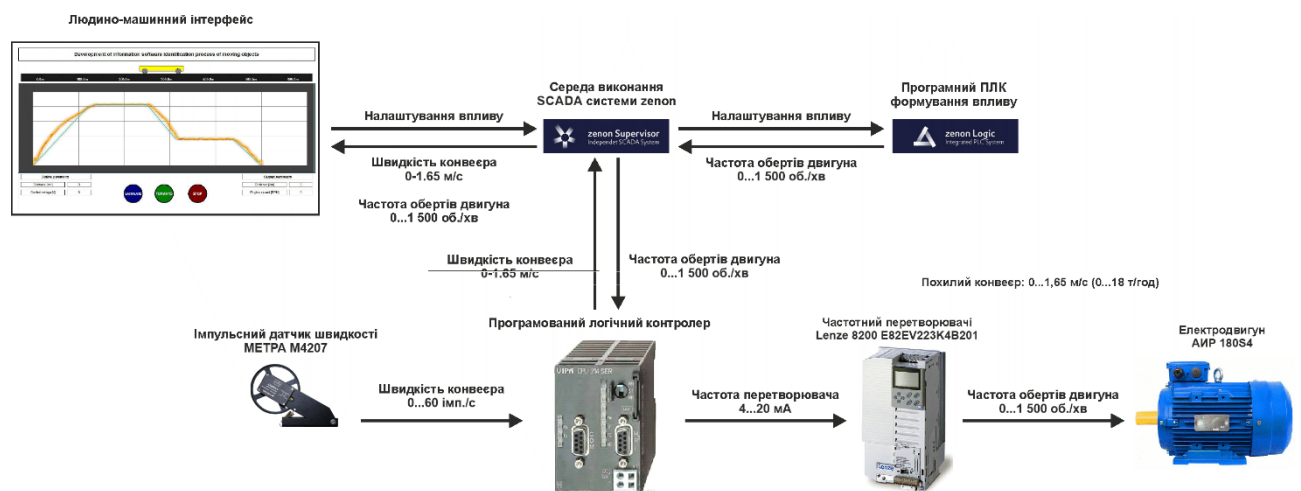 Людино-машинний інтерфейс
Development of information software identification process of moving objects
Середа виконання
SCADA системи zenon
Програмний ПЛК
формування впливу
Налаштування впливу
zenon Supervisor
Independent SCADA System
Налаштування впливу
zenon Logic
Integrated PLC System
Швидкість конвеєра
0-1.65 м/с
Частота обертів двигуна
0...1 500 об./хв
Частота обертів двигуна
0...1 500 об./хв
Швидкість конвеєра
0-1.65 м/с
Частота обертів двигуна
0...1 500 об./хв
Похилий конвеєр: 0...1,65 м/с (0...18 т/год)
Імпульсний датчик швидкості
МЕТРА М4207
Програмований логічний контролер
Частотний перетворювачі
Lenze 8200 E82EV223K4B201
Електродвигун
АИР 180S4
Швидкість конвеєра
0...60 імп./с
Частота перетворювача
4...20 мА
Частота обертів двигуна
0...1 500 об./хв
STOP